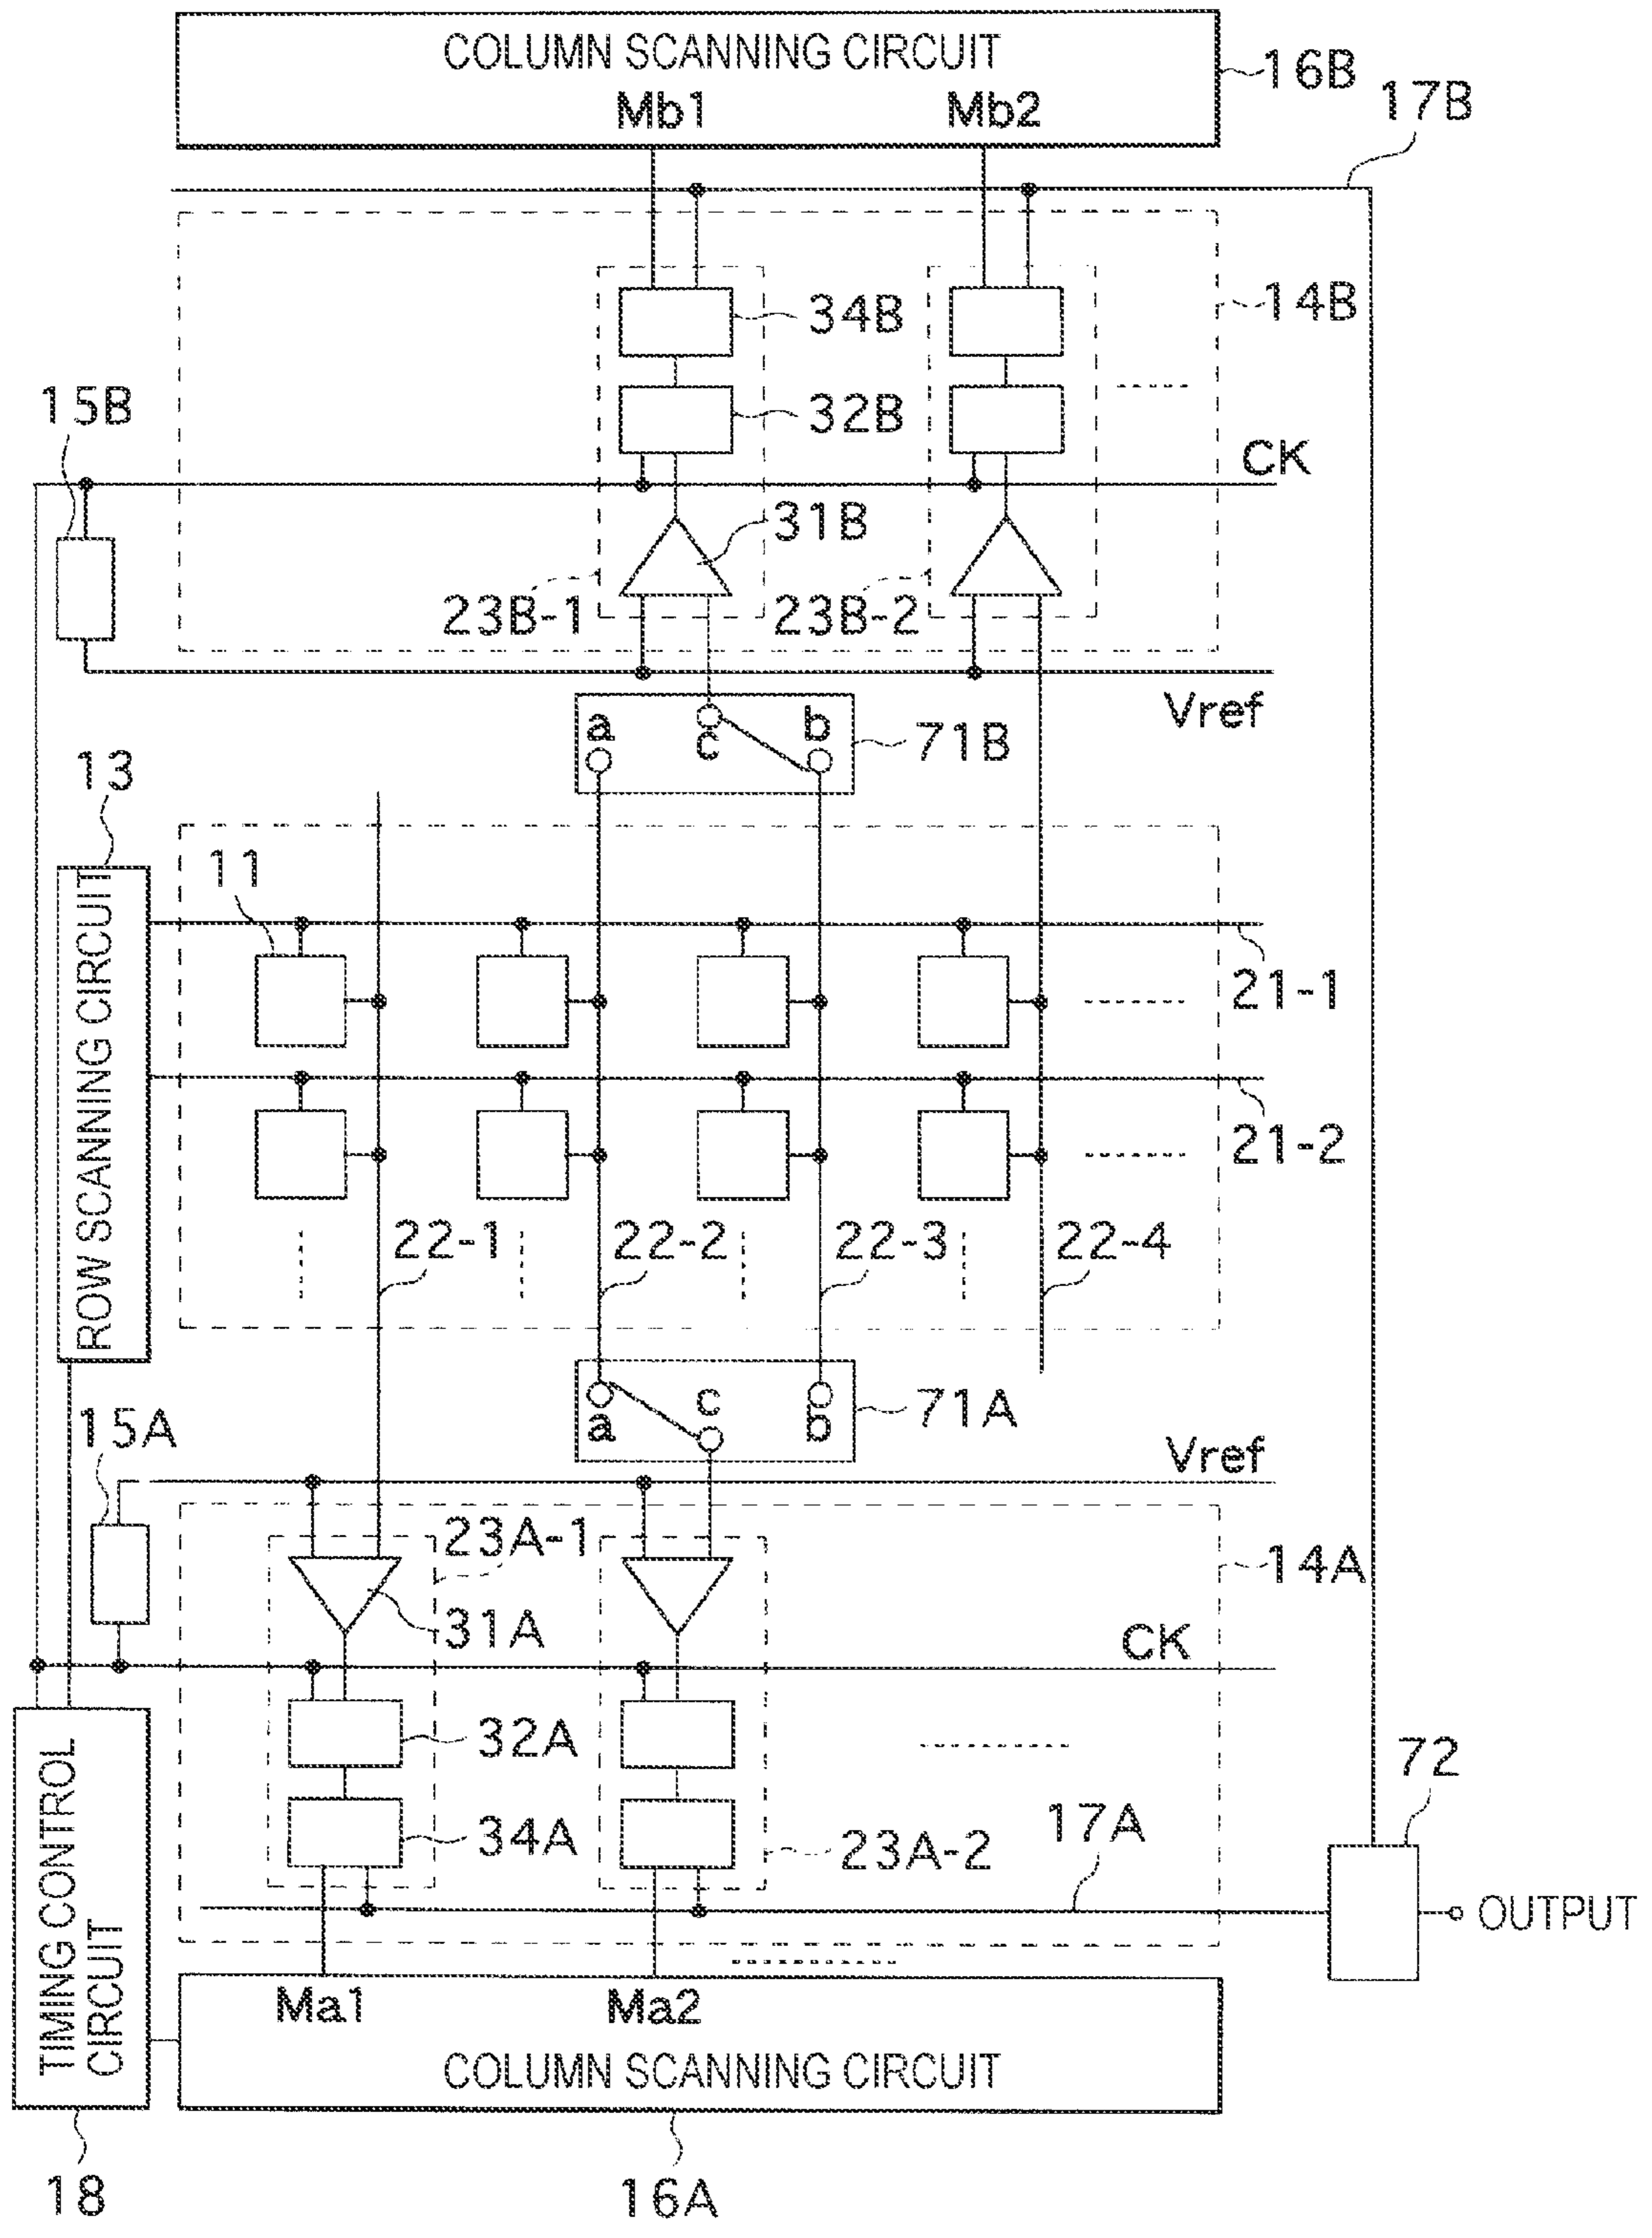 COLUMN SCANNING CIRCUIT
Mb1
Mb2
16B
17B
34B
14B
32B
15B
CK
31B
23B-1
23B-2
Vref
a
c
b
71B
13
11
ROW SCANNING CIRCUIT
21-1
21-2
22-1
22-2
22-3
22-4
a
c
b
71A
15A
Vref
23A-1
14A
31A
CK
32A
72
34A
23A-2
17A
OUTPUT
TIMING CONTROL
CIRCUIT
Ma1
Ma2
COLUMN SCANNING CIRCUIT
18
16A